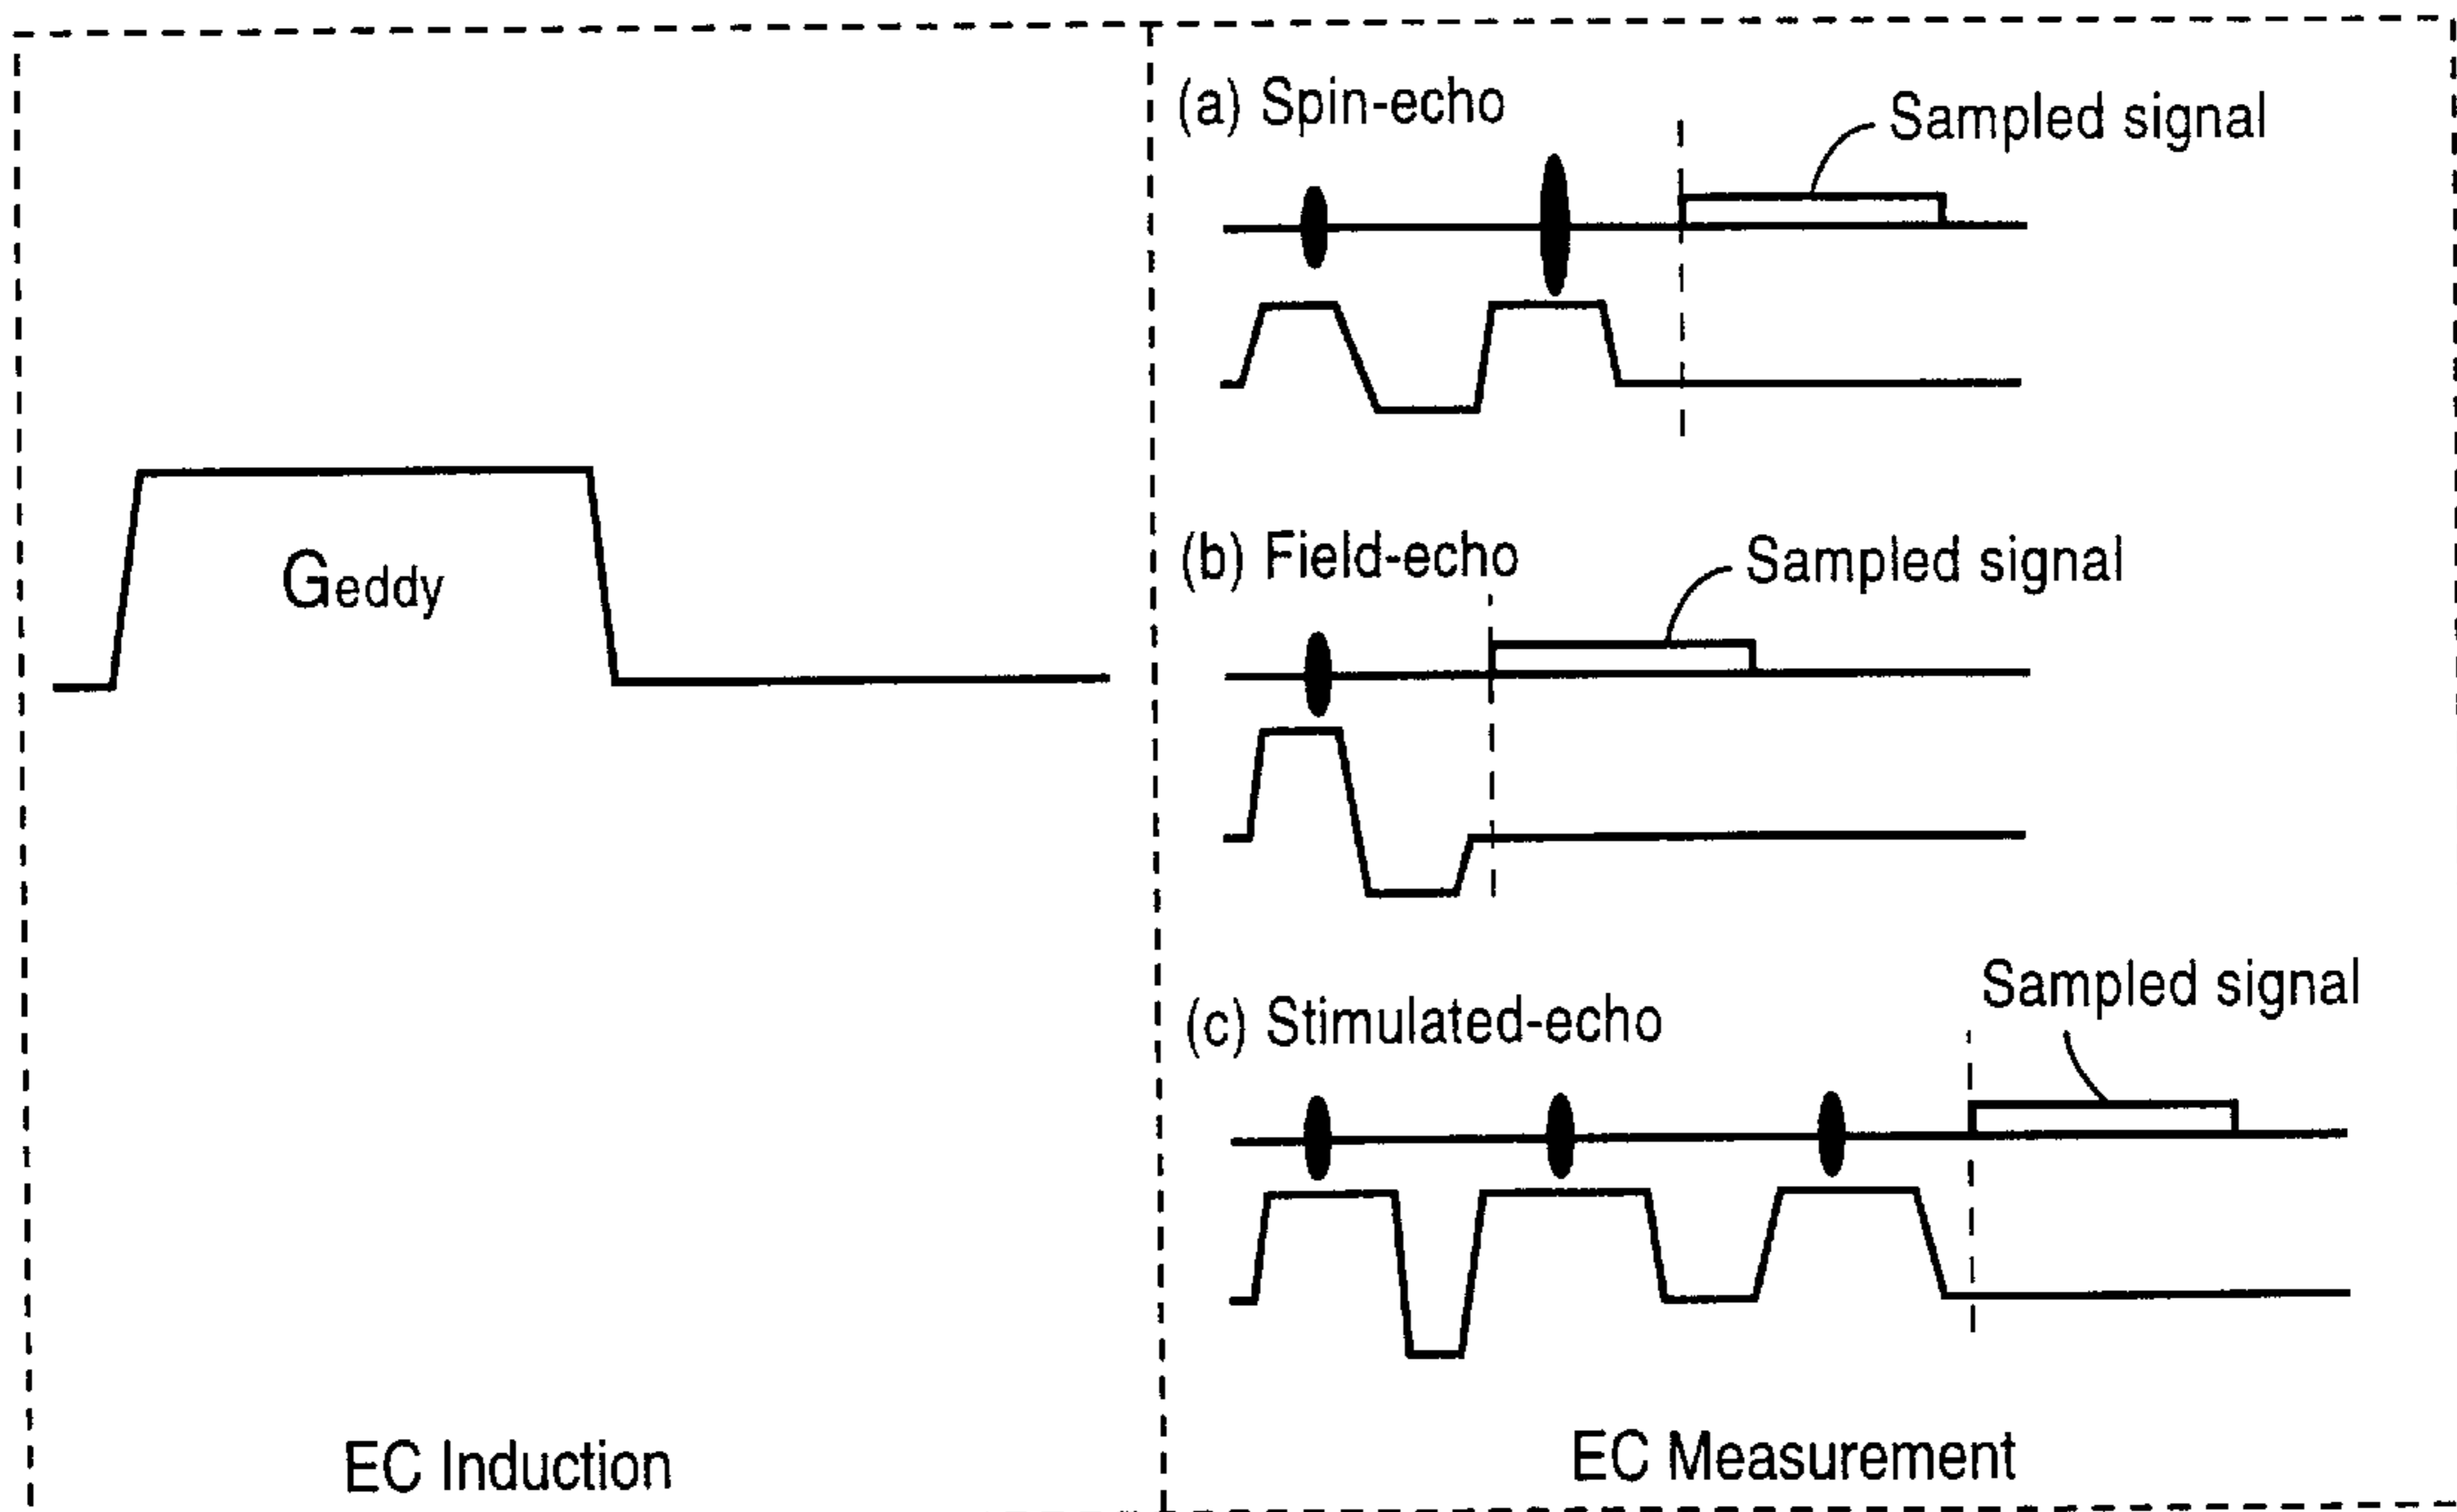 (a) Spin-echo
Sampled signal
Geddy
(b) Field-echo
Sampled signal
(c) Stimulated-echo
Sampled signal
EC Induction
EC Measurement